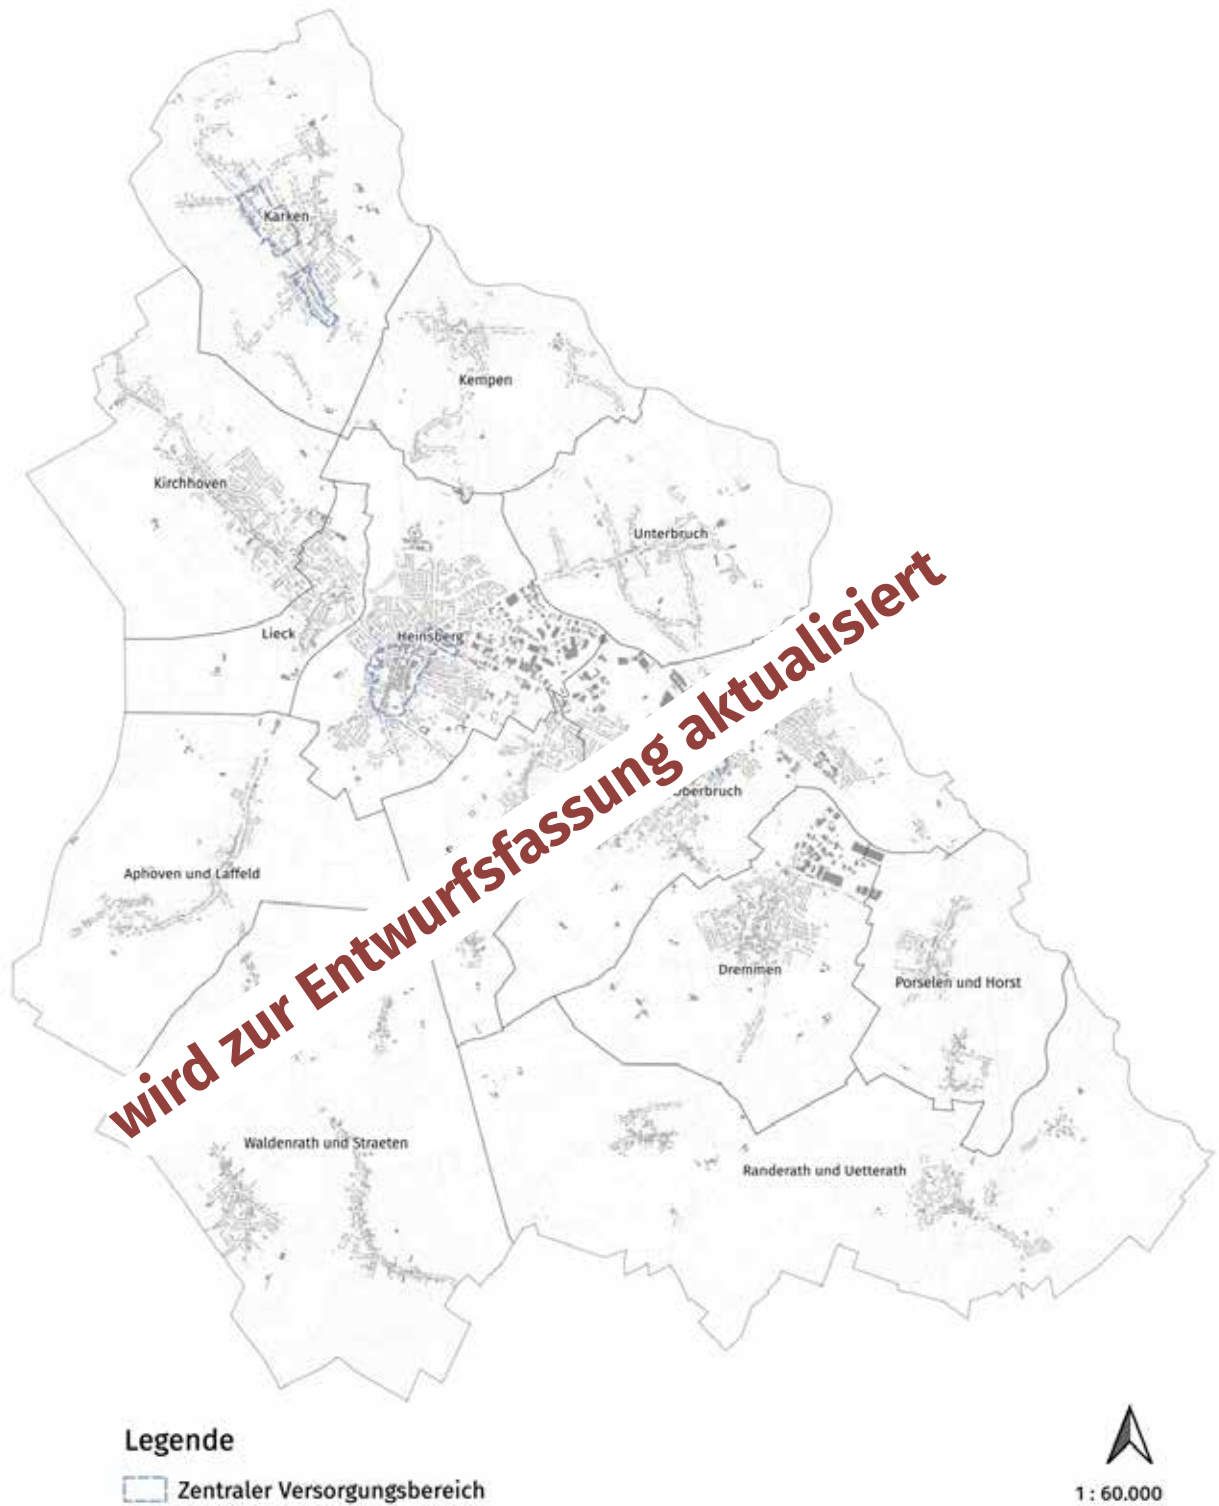 Karken
Kempen
Kirchhoven
Unterbruch
Lieck
Heinsberg
wird zur Entwurfsfassung aktualisiert
Aphoven und Laffeld
Dremmen
Porselen und Horst
Waldenrath und Straeten
Randerath und Uetterath
Legende
Zentraler Versorgungsbereich
1 : 60.000